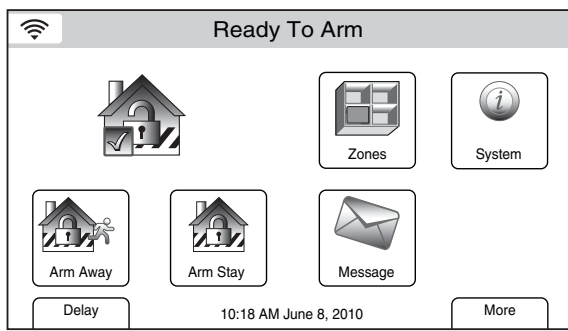 Ready To Arm
Zones
System
Arm Away
Arm Stay
Message
Delay
10:18 AM June 8, 2010
More